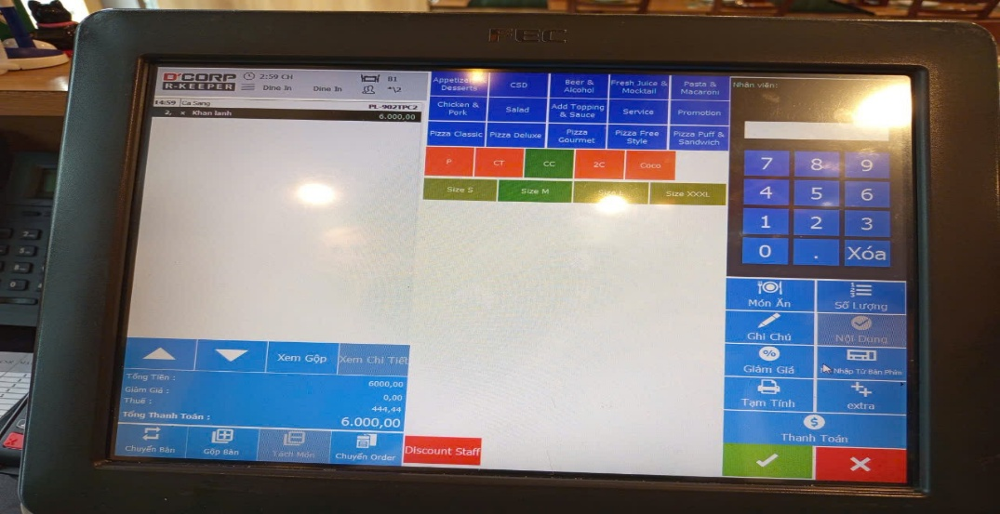 FEC
D'CORP
R-KEEPER
2:59 CH
Dine In
Dine In
B1
14:59 Ca Sang
PL-902TPC2
2, x Khan lanh 6.000,00
Xem Gộp
Xem Chi Tiết
Tổng Tiền : 6000,00
Giảm Giá : 0,00
Thuế : 444,44
Tổng Thanh Toán : 6.000,00
Chuyển Bàn
Gộp Bàn
Tách Món
Chuyển Order
Appetizers & Desserts
CSD
Beer & Alcohol
Fresh Juice & Mocktail
Pasta & Macaroni
Chicken & Pork
Salad
Add Topping & Sauce
Service
Promotion
Pizza Classic
Pizza Deluxe
Pizza Gourmet
Pizza Free Style
Pizza Puff & Sandwich
P
CT
CC
2C
Coco
Size S
Size M
Size L
Size XXXL
Discount Staff
Nhân viên:
7 8 9
4 5 6
1 2 3
0 . Xóa
Món Ăn
Số Lượng
Ghi Chú
Nội Dung
Giảm Giá
Nhập Từ Bàn Phím
Tạm Tính
extra
Thanh Toán